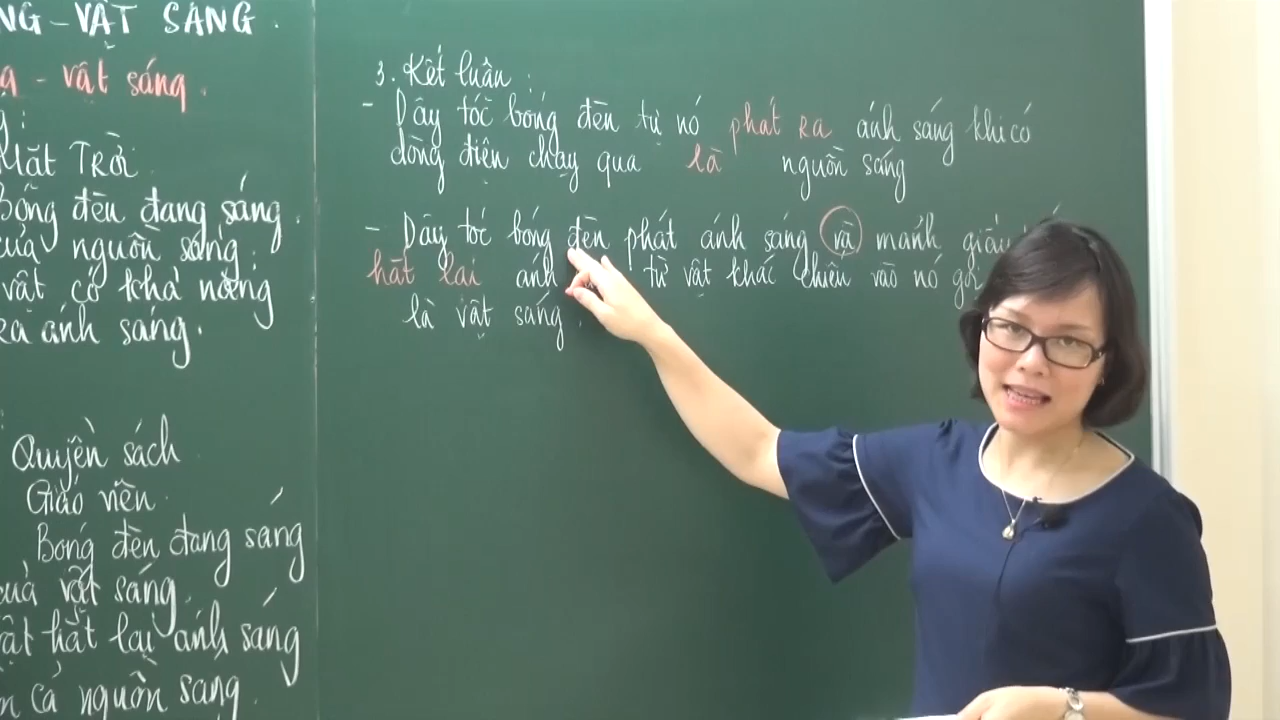 NG – VẬT SÁNG.
- vật sáng.
Mặt Trời.
Bóng đèn đang sáng.
của nguồn sáng:
vật có khả năng
ra ánh sáng.
Quyển sách
Giáo viên.
Bóng đèn đang sáng
của vật sáng.
vật hắt lại ánh sáng
cả nguồn sáng.
3. Kết luận:
- Dây tóc bóng đèn tự nó phát ra ánh sáng khi có
dòng điện chạy qua là nguồn sáng
- Dây tóc bóng đèn phát ánh sáng và mảnh giấy
hắt lại ánh từ vật khác chiếu vào nó gọi
là vật sáng.